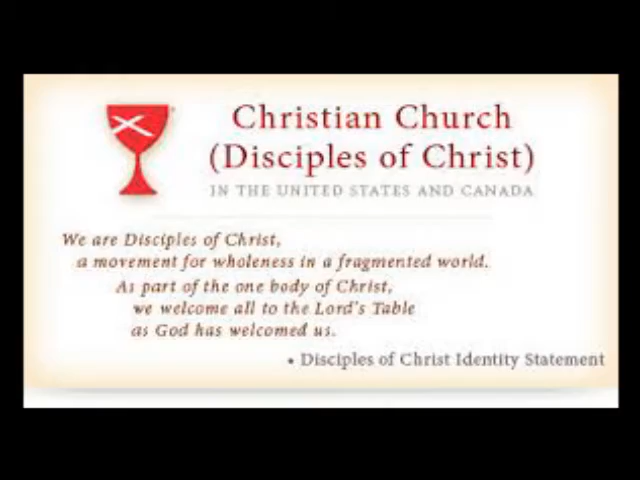 Christian Church
(Disciples of Christ)
IN THE UNITED STATES AND CANADA
We are Disciples of Christ,
a movement for wholeness in a fragmented world.
As part of the one body of Christ,
we welcome all to the Lord's Table
as God has welcomed us.
• Disciples of Christ Identity Statement